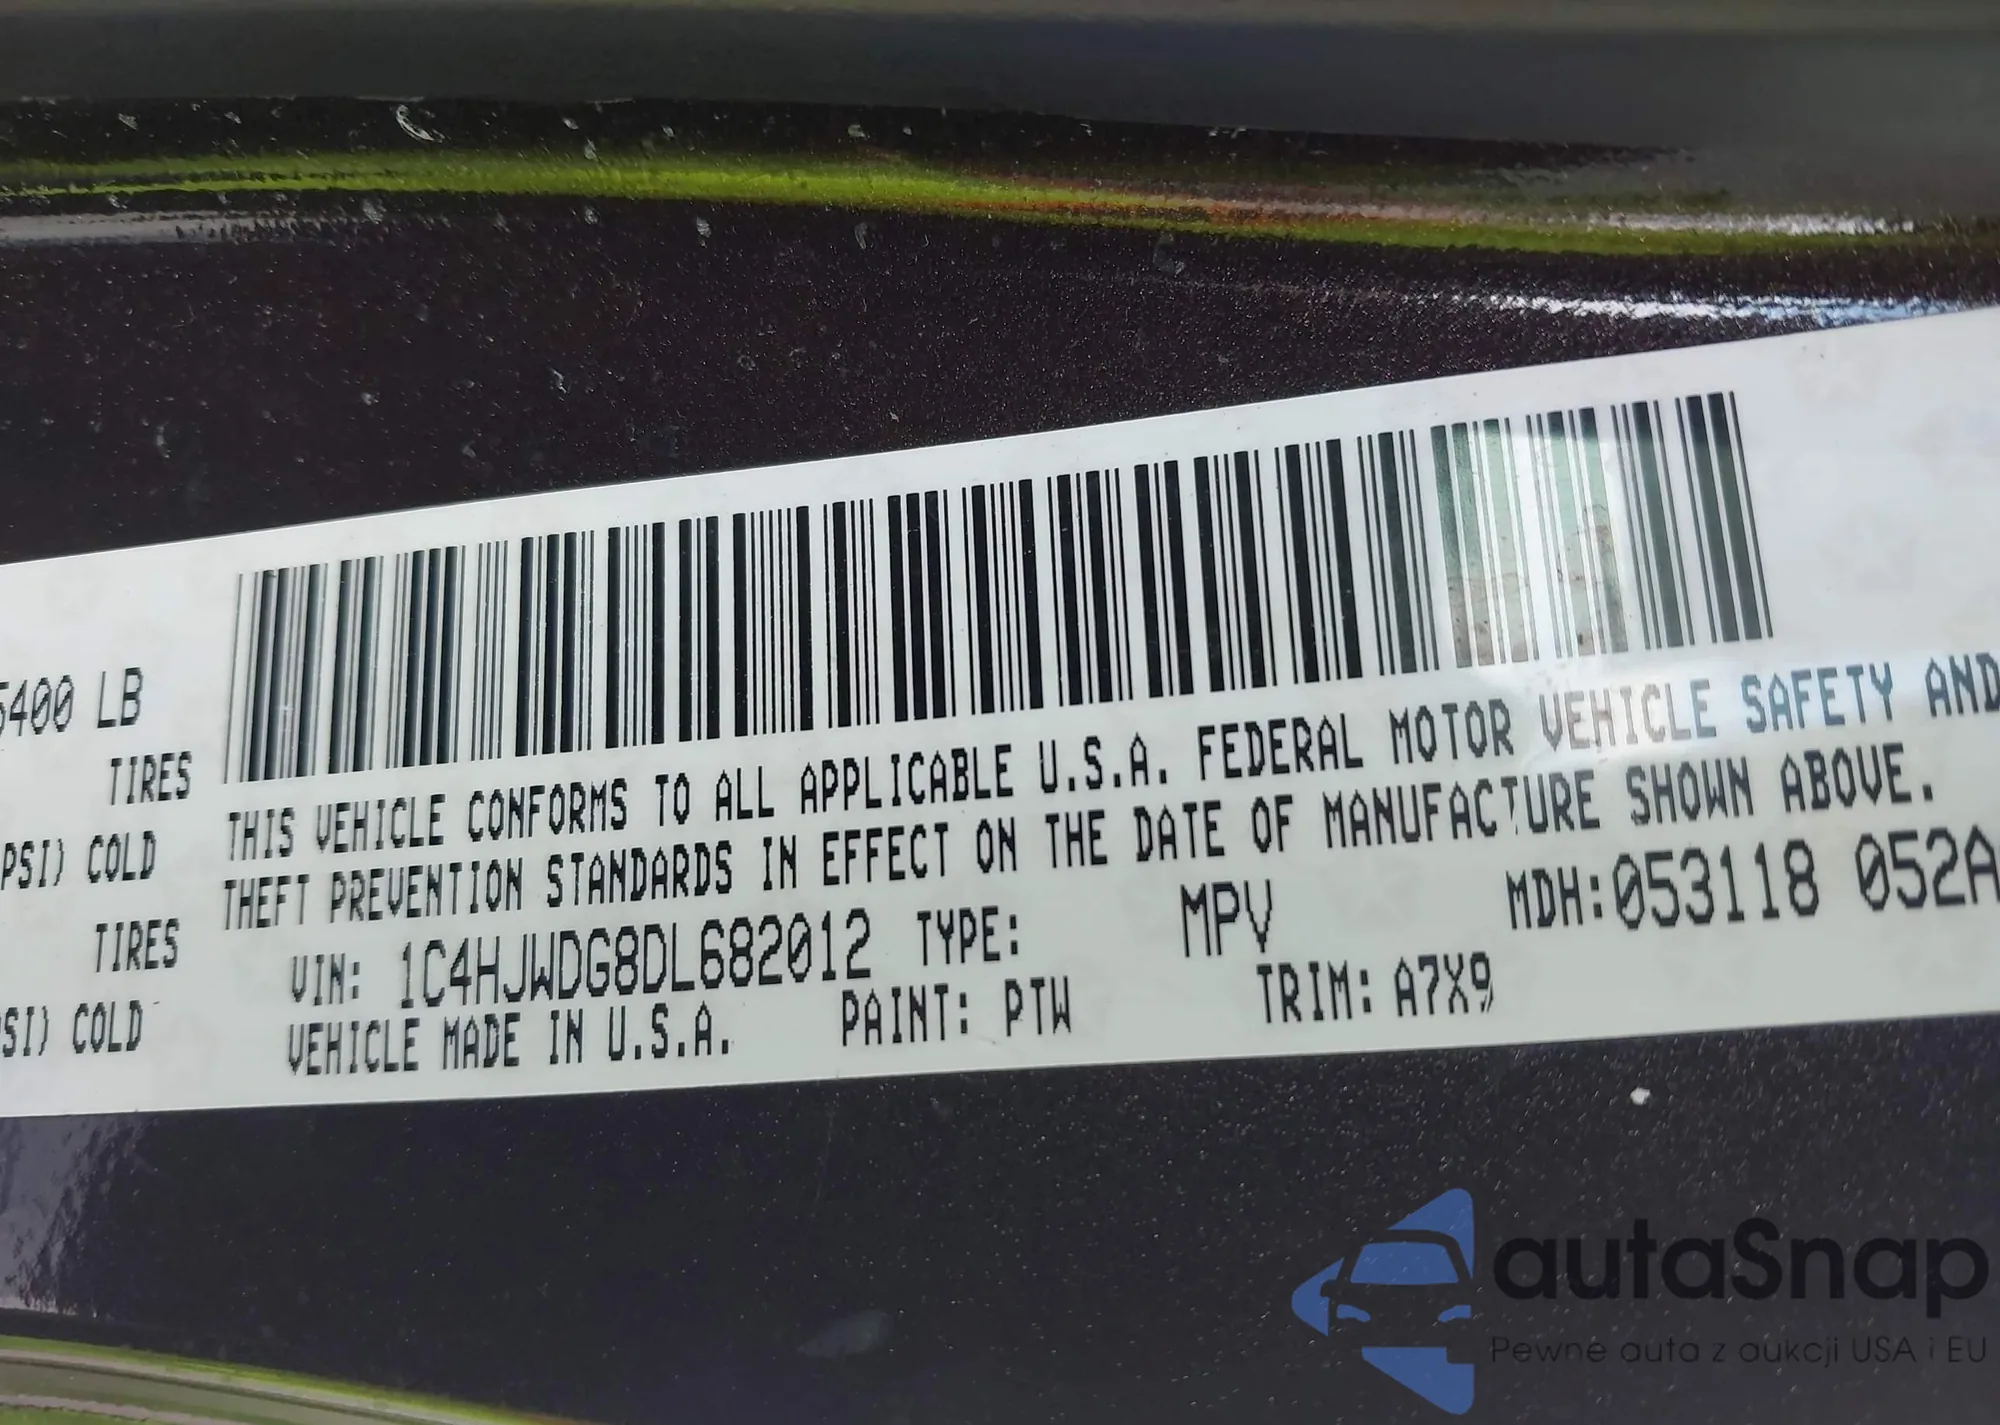 5400 LB
TIRES
PSI) COLD
TIRES
SI) COLD
THIS VEHICLE CONFORMS TO ALL APPLICABLE U.S.A. FEDERAL MOTOR VEHICLE SAFETY AND
THEFT PREVENTION STANDARDS IN EFFECT ON THE DATE OF MANUFACTURE SHOWN ABOVE.
VIN: 1C4HJWDG8DL682012 TYPE: MPV MDH:053118 052A
VEHICLE MADE IN U.S.A. PAINT: PTW TRIM: A7X9
autaSnap
Pewne auta z aukcji USA i EU